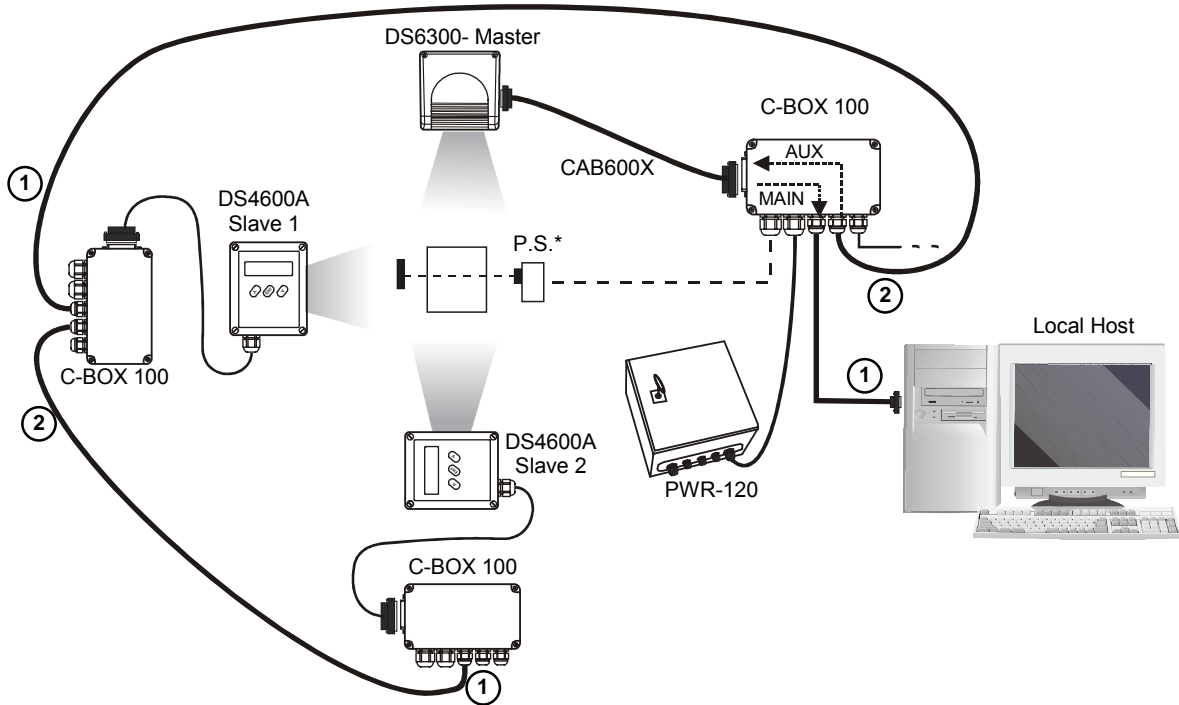 DS6300- Master
C-BOX 100
AUX
CAB600X
MAIN
1
DS4600A
Slave 1
P.S.*
2
Local Host
C-BOX 100
1
2
DS4600A
Slave 2
PWR-120
C-BOX 100
1